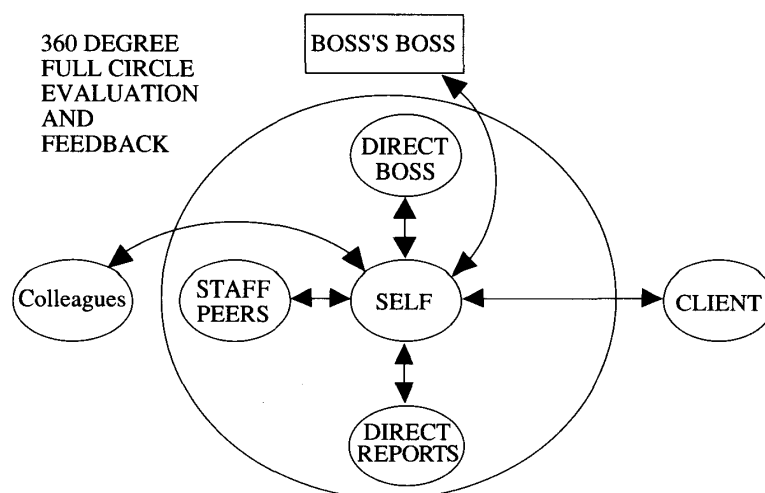 360 DEGREE
FULL CIRCLE
EVALUATION
AND
FEEDBACK
BOSS'S BOSS
DIRECT
BOSS
Colleagues
STAFF
PEERS
SELF
CLIENT
DIRECT
REPORTS